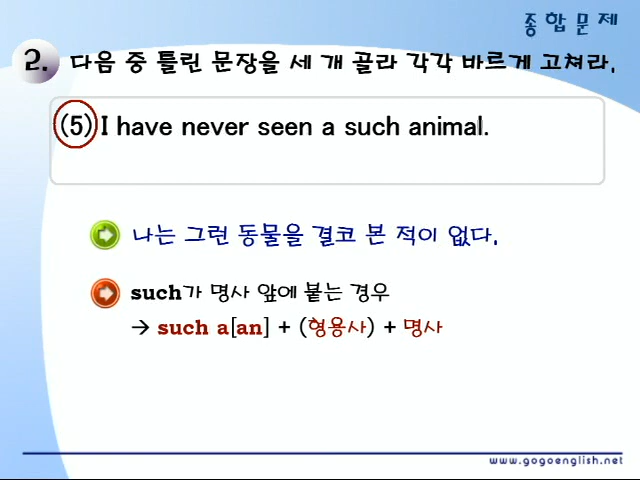 종합문제
2. 다음 중 틀린 문장을 세 개 골라 각각 바르게 고쳐라.
(5) I have never seen a such animal.
나는 그런 동물을 결코 본 적이 없다.
such가 명사 앞에 붙는 경우
→ such a[an] + (형용사) + 명사
www.gogoenglish.net